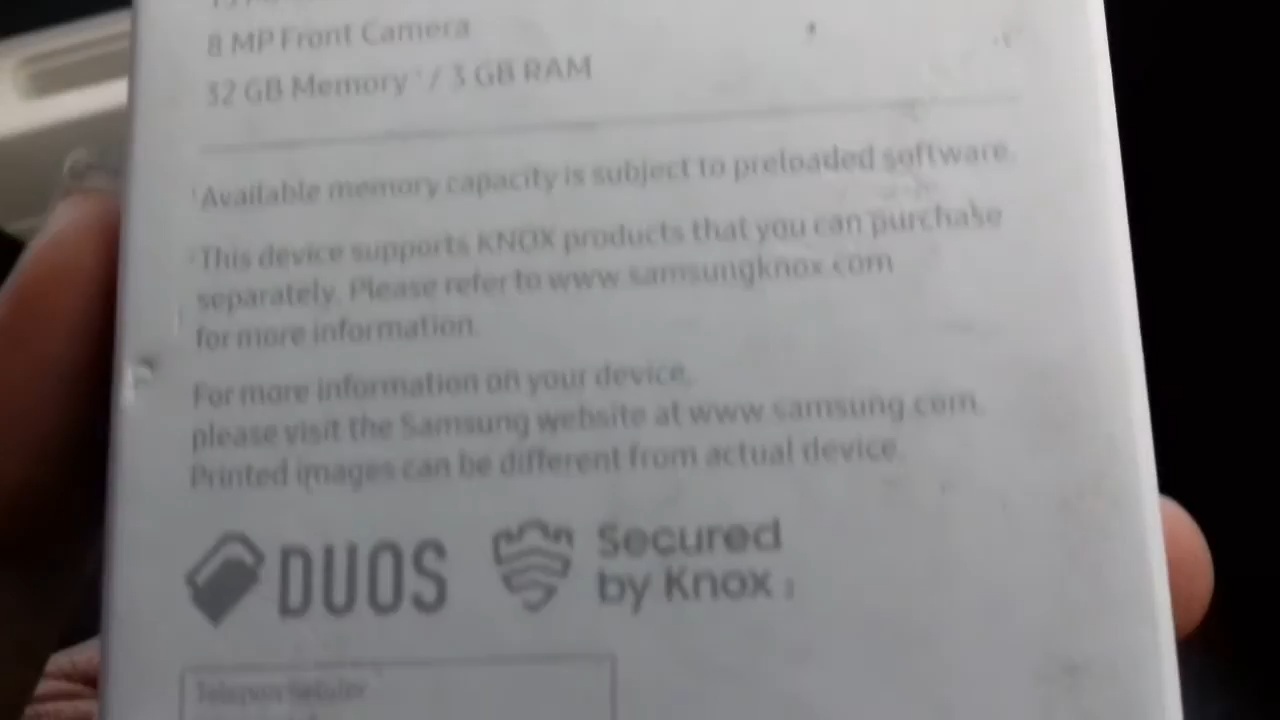 8 MP Front Camera
32 GB Memory ¹ / 3 GB RAM
¹Available memory capacity is subject to preloaded software.
²This device supports KNOX products that you can purchase
separately. Please refer to www.samsungknox.com
for more information.
For more information on your device,
please visit the Samsung website at www.samsung.com.
Printed images can be different from actual device.
DUOS
Secured
by Knox 2
Telepon Seluler